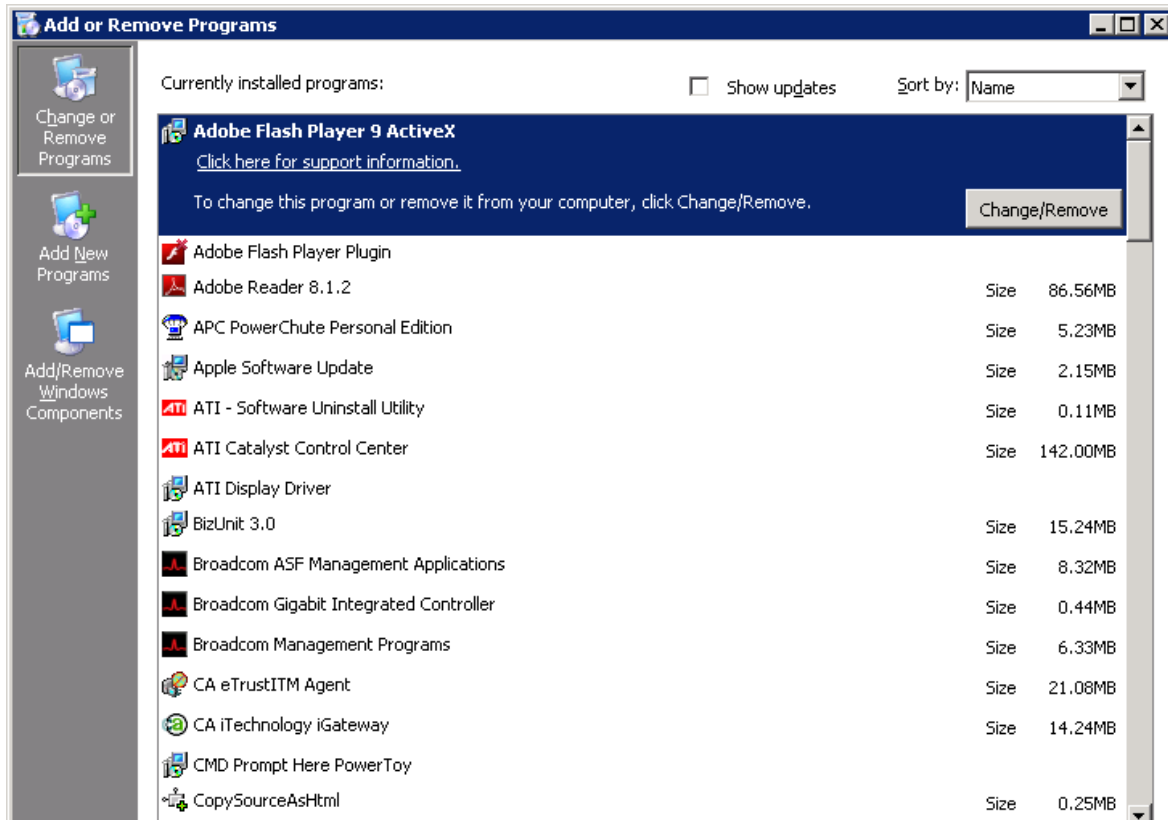 Add or Remove Programs
Change or
Remove
Programs
Add New
Programs
Add/Remove
Windows
Components
Currently installed programs:
Show updates
Sort by: Name
Adobe Flash Player 9 ActiveX
Click here for support information.
To change this program or remove it from your computer, click Change/Remove.
Change/Remove
Adobe Flash Player Plugin
Adobe Reader 8.1.2 Size 86.56MB
APC PowerChute Personal Edition Size 5.23MB
Apple Software Update Size 2.15MB
ATI - Software Uninstall Utility Size 0.11MB
ATI Catalyst Control Center Size 142.00MB
ATI Display Driver
BizUnit 3.0 Size 15.24MB
Broadcom ASF Management Applications Size 8.32MB
Broadcom Gigabit Integrated Controller Size 0.44MB
Broadcom Management Programs Size 6.33MB
CA eTrustITM Agent Size 21.08MB
CA iTechnology iGateway Size 14.24MB
CMD Prompt Here PowerToy
CopySourceAsHtml Size 0.25MB